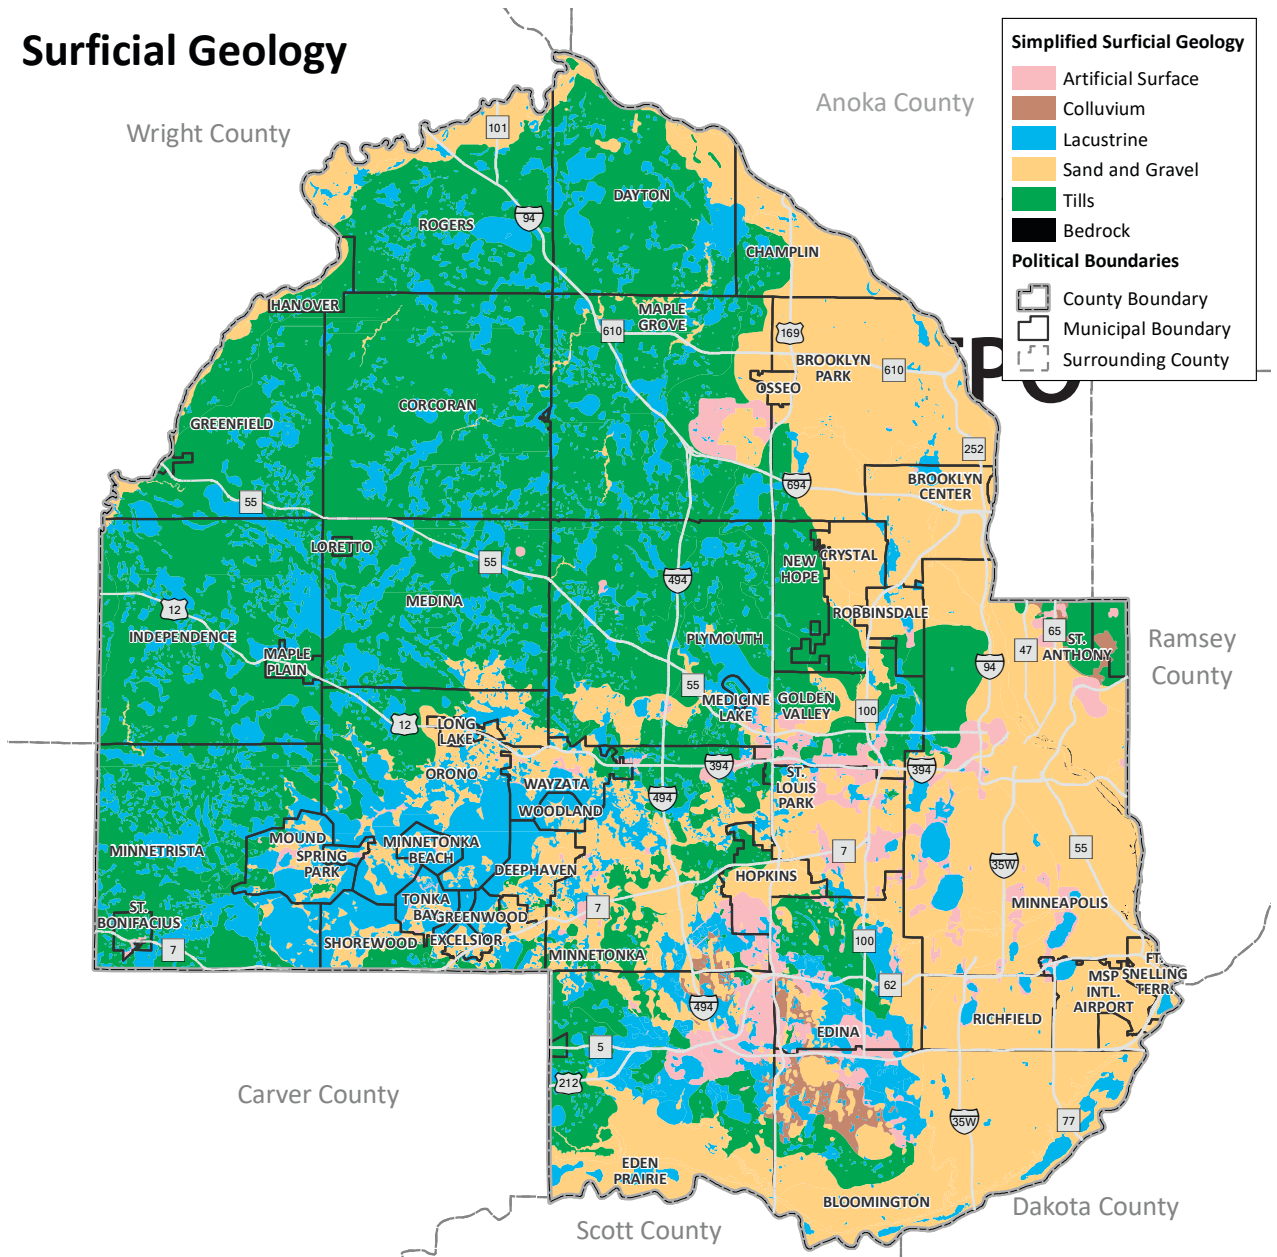 Surficial Geology
Simplified Surficial Geology
Artificial Surface
Colluvium
Lacustrine
Sand and Gravel
Tills
Bedrock
Political Boundaries
County Boundary
Municipal Boundary
Surrounding County
Anoka County
Wright County
101
DAYTON
ROGERS
94
CHAMPLIN
HANOVER
MAPLE
GROVE
610
169
BROOKLYN
PARK
610
OSSEO
CORCORAN
GREENFIELD
252
694
BROOKLYN
CENTER
55
LORETTO
55
NEW
HOPE
CRYSTAL
494
MEDINA
12
ROBBINSDALE
INDEPENDENCE
PLYMOUTH
65
47
ST.
ANTHONY
Ramsey
County
MAPLE
PLAIN
94
55
MEDICINE
LAKE
GOLDEN
VALLEY
100
12
LONG
LAKE
394
394
ORONO
WAYZATA
ST.
LOUIS
PARK
494
WOODLAND
MOUND
MINNETONKA
BEACH
MINNETRISTA
SPRING
PARK
7
55
35W
DEEPHAVEN
HOPKINS
TONKA
BAY
GREENWOOD
7
MINNEAPOLIS
ST.
BONIFACIUS
7
SHOREWOOD
EXCELSIOR
MINNETONKA
100
FT.
SNELLING
TERR.
MSP
INTL.
AIRPORT
62
494
RICHFIELD
EDINA
5
212
Carver County
35W
77
EDEN
PRAIRIE
BLOOMINGTON
Dakota County
Scott County